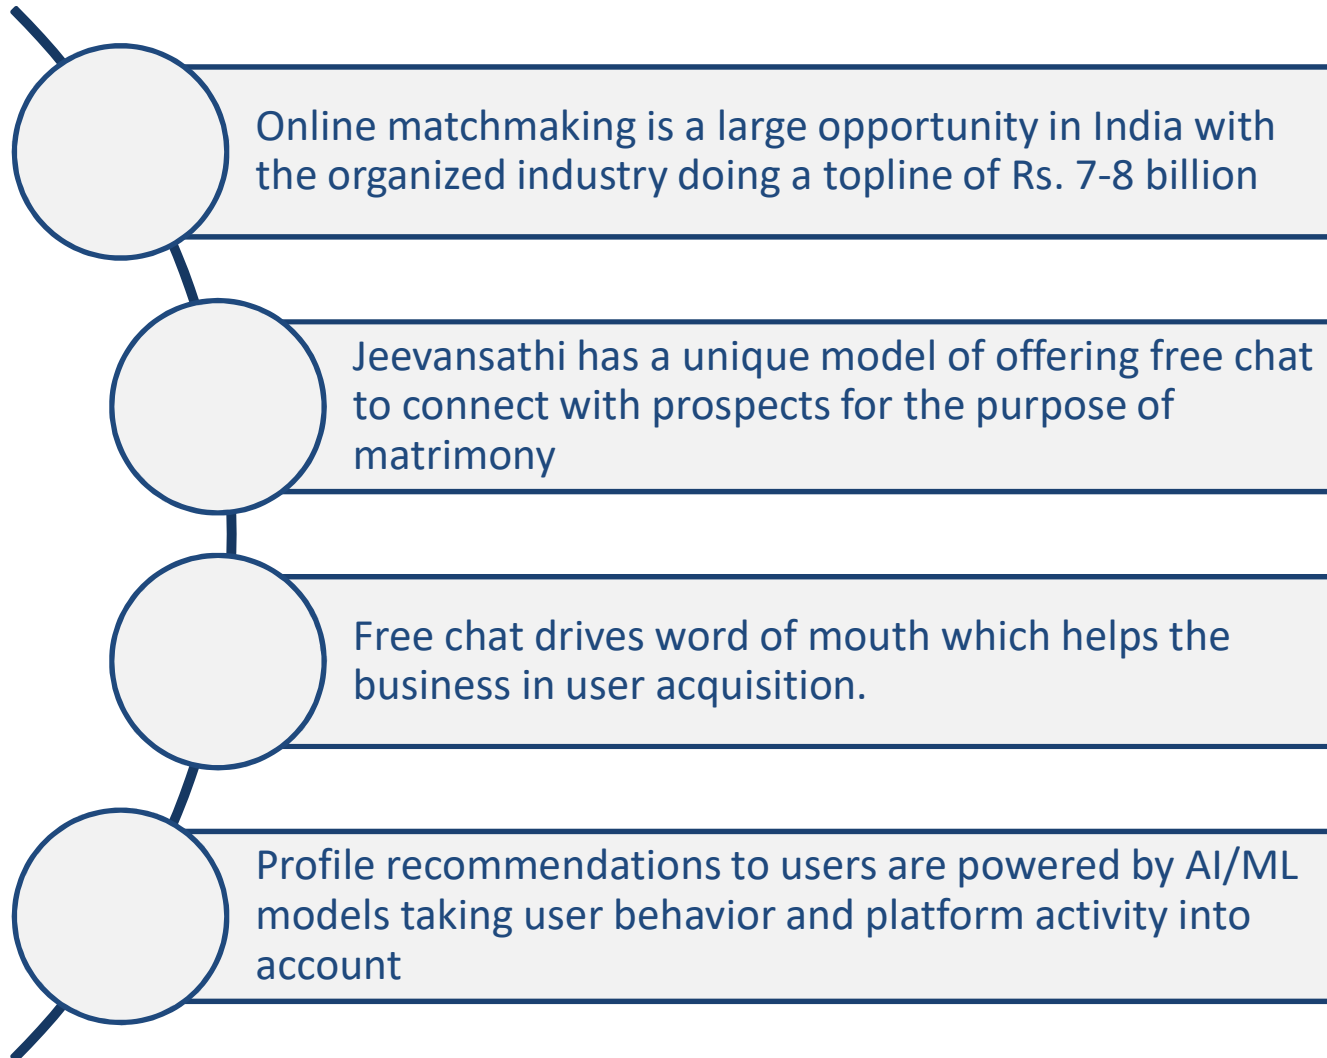 Online matchmaking is a large opportunity in India with
the organized industry doing a topline of Rs. 7-8 billion
Jeevansathi has a unique model of offering free chat
to connect with prospects for the purpose of
matrimony
Free chat drives word of mouth which helps the
business in user acquisition.
Profile recommendations to users are powered by AI/ML
models taking user behavior and platform activity into
account